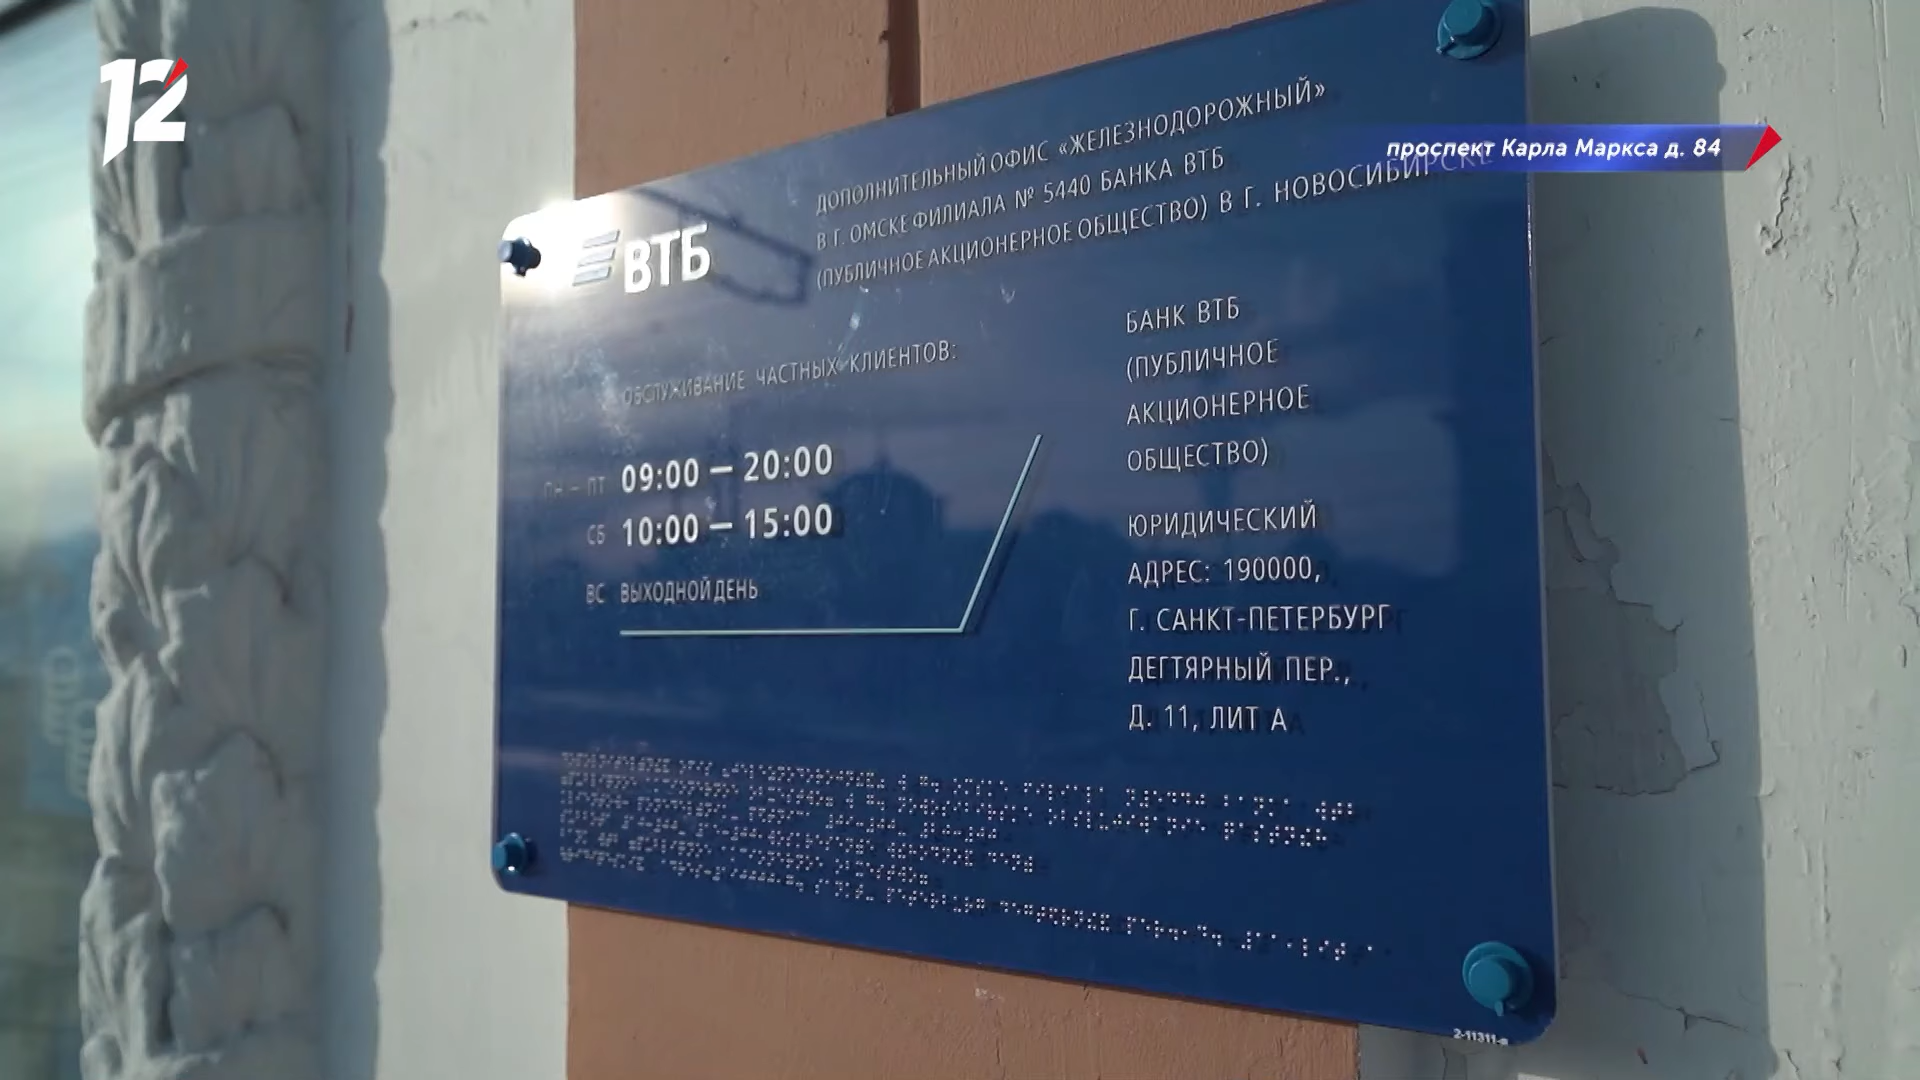 12
проспект Карла Маркса д. 84
ДОПОЛНИТЕЛЬНЫЙ ОФИС «ЖЕЛЕЗНОДОРОЖНЫЙ»
В Г. ОМСКЕ ФИЛИАЛА № 5440 БАНКА ВТБ
(ПУБЛИЧНОЕ АКЦИОНЕРНОЕ ОБЩЕСТВО) В Г. НОВОСИБИРСКЕ
ВТБ
ОБСЛУЖИВАНИЕ ЧАСТНЫХ КЛИЕНТОВ:
ПН – ПТ 09:00 – 20:00
СБ 10:00 – 15:00
ВС ВЫХОДНОЙ ДЕНЬ
БАНК ВТБ
(ПУБЛИЧНОЕ
АКЦИОНЕРНОЕ
ОБЩЕСТВО)
ЮРИДИЧЕСКИЙ
АДРЕС: 190000,
Г. САНКТ-ПЕТЕРБУРГ
ДЕГТЯРНЫЙ ПЕР.,
Д. 11, ЛИТ А